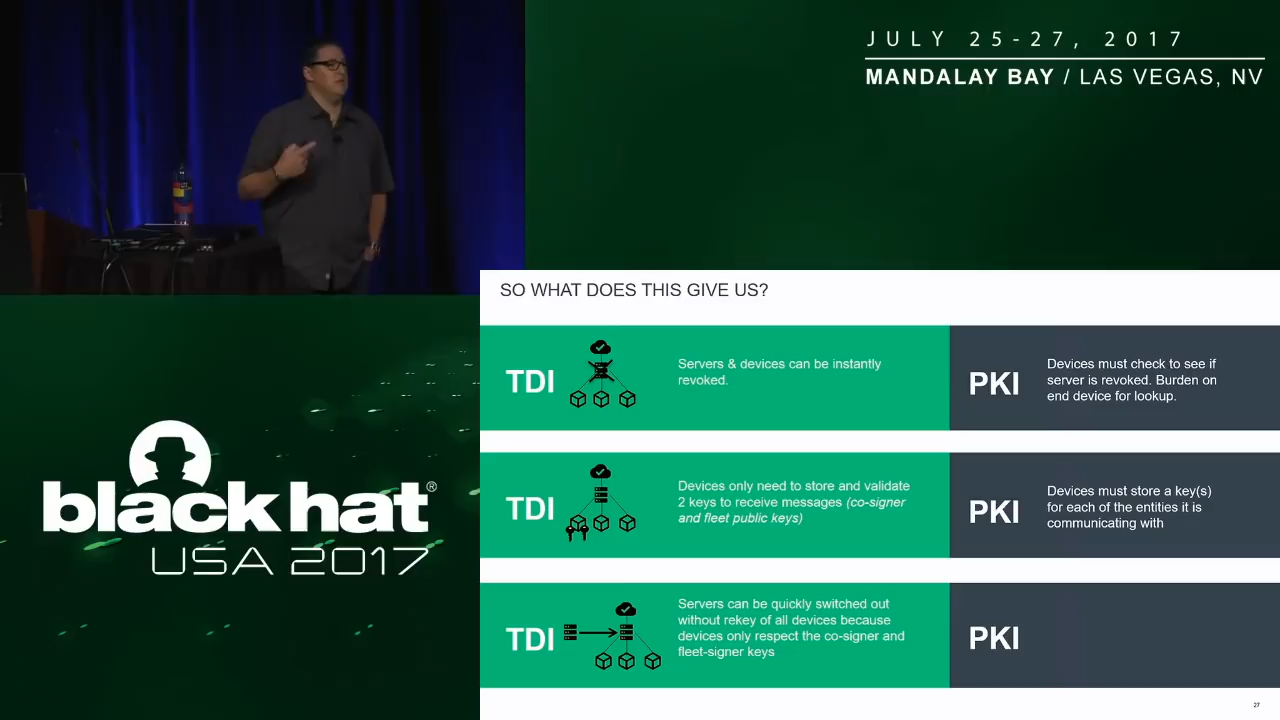 JULY 25-27, 2017
MANDALAY BAY / LAS VEGAS, NV
SO WHAT DOES THIS GIVE US?
TDI
Servers & devices can be instantly
revoked.
PKI
Devices must check to see if
server is revoked. Burden on
end device for lookup.
TDI
Devices only need to store and validate
2 keys to receive messages (co-signer
and fleet public keys)
PKI
Devices must store a key(s)
for each of the entities it is
communicating with
TDI
Servers can be quickly switched out
without rekey of all devices because
devices only respect the co-signer and
fleet-signer keys
PKI
27
black hat®
USA 2017